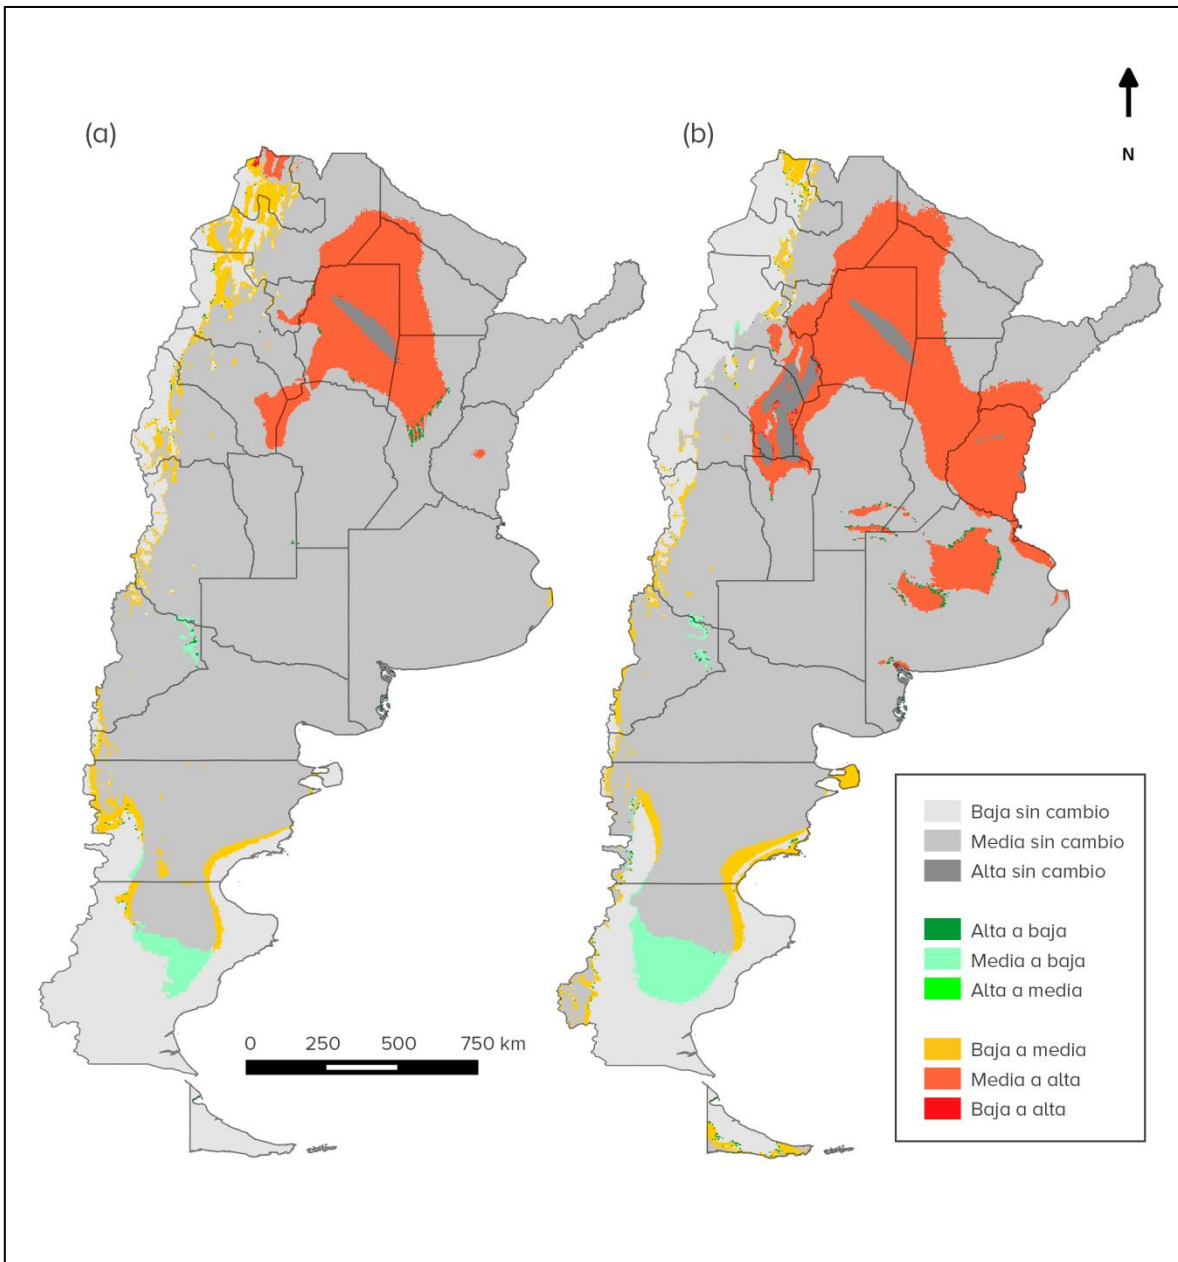 (a)
(b)
N
Baja sin cambio
Media sin cambio
Alta sin cambio
Alta a baja
Media a baja
Alta a media
Baja a media
Media a alta
Baja a alta
0 250 500 750 km